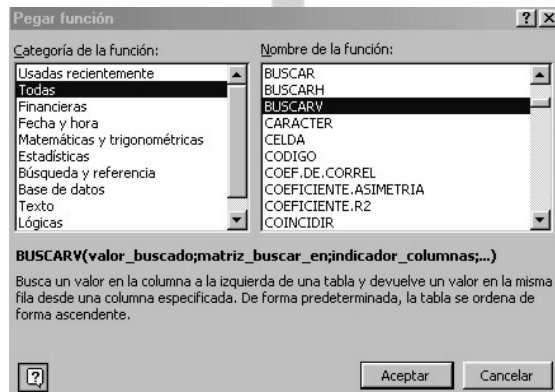 Pegar función
Categoría de la función:
Usadas recientemente
Todas
Financieras
Fecha y hora
Matemáticas y trigonométricas
Estadísticas
Búsqueda y referencia
Base de datos
Texto
Lógicas
Nombre de la función:
BUSCAR
BUSCARH
BUSCARV
CARACTER
CELDA
CODIGO
COEF.DE.CORREL
COEFICIENTE.ASIMETRIA
COEFICIENTE.R2
COINCIDIR
BUSCARV(valor_buscado;matriz_buscar_en;indicador_columnas;...)
Busca un valor en la columna a la izquierda de una tabla y devuelve un valor en la misma
fila desde una columna especificada. De forma predeterminada, la tabla se ordena de
forma ascendente.
Aceptar
Cancelar